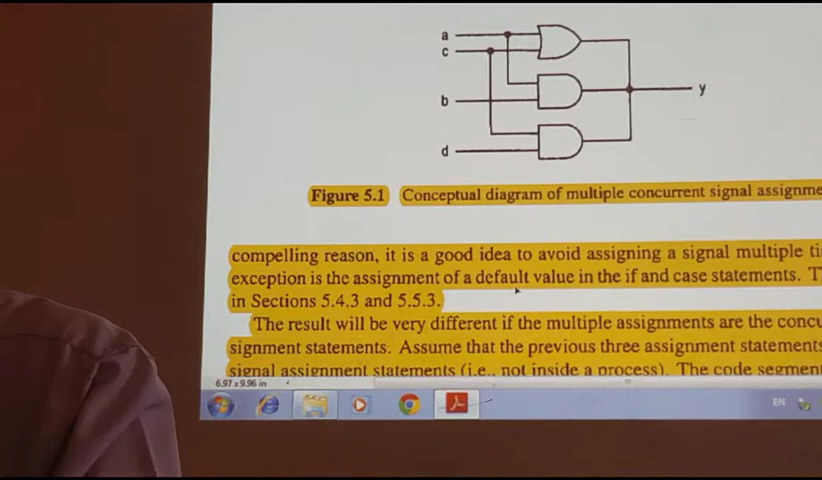 a
c
b
y
d
Figure 5.1 Conceptual diagram of multiple concurrent signal
compelling reason, it is a good idea to avoid assigning a signal multiple
exception is the assignment of a default value in the if and case statements.
in Sections 5.4.3 and 5.5.3.
The result will be very different if the multiple assignments are the
signment statements. Assume that the previous three assignment statements
signal assignment statements (i.e., not inside a process). The code segment
6.97 x 9.96 in
EN